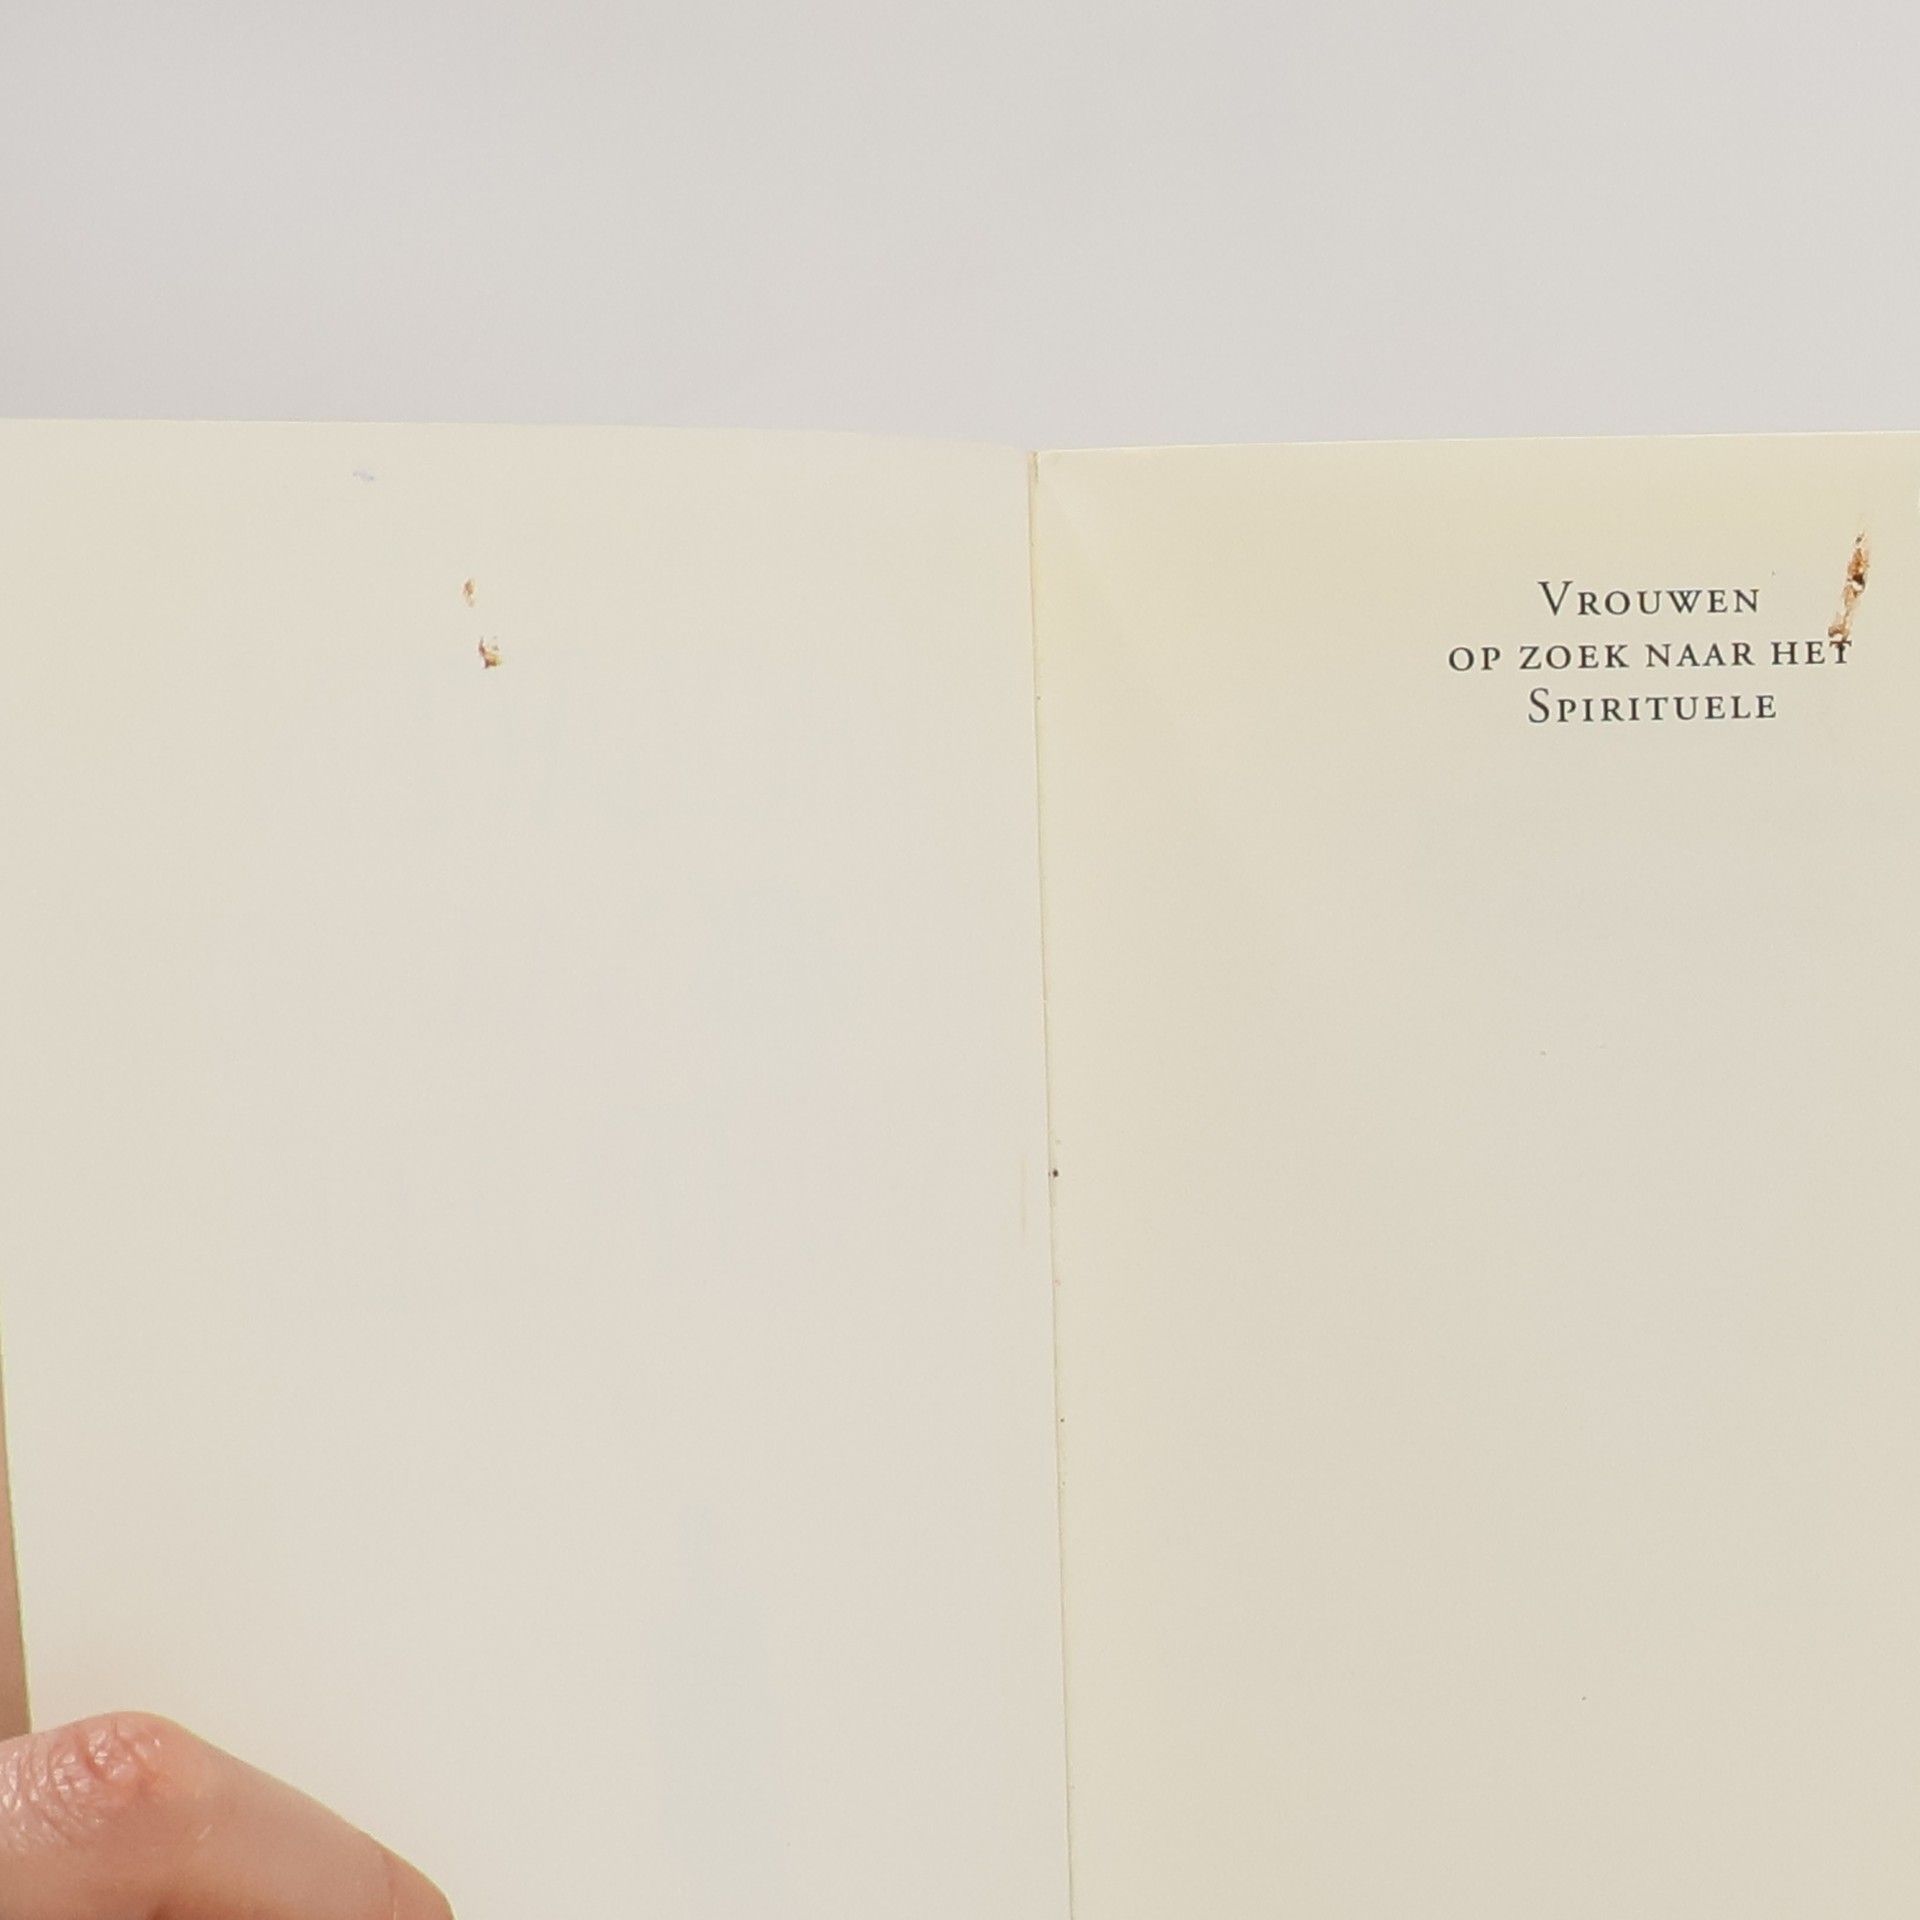 Vrouwen
op zoek naar het
Spirituele